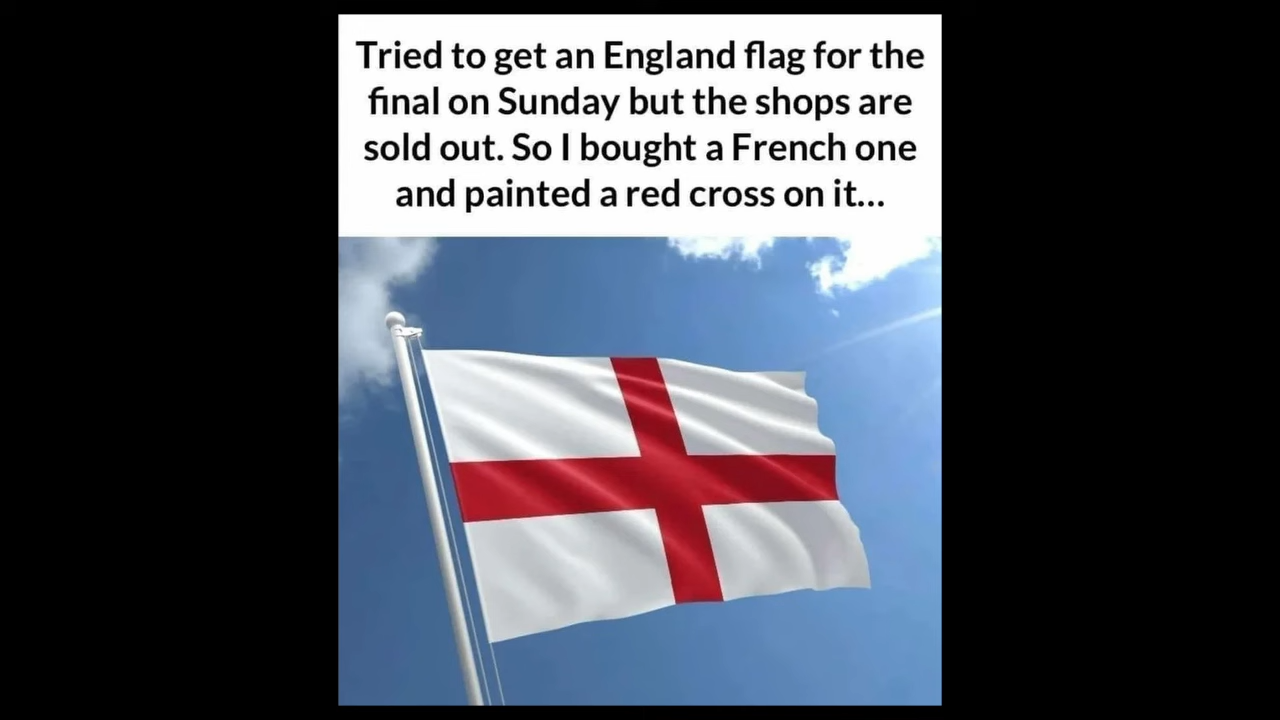 Tried to get an England flag for the
final on Sunday but the shops are
sold out. So I bought a French one
and painted a red cross on it...